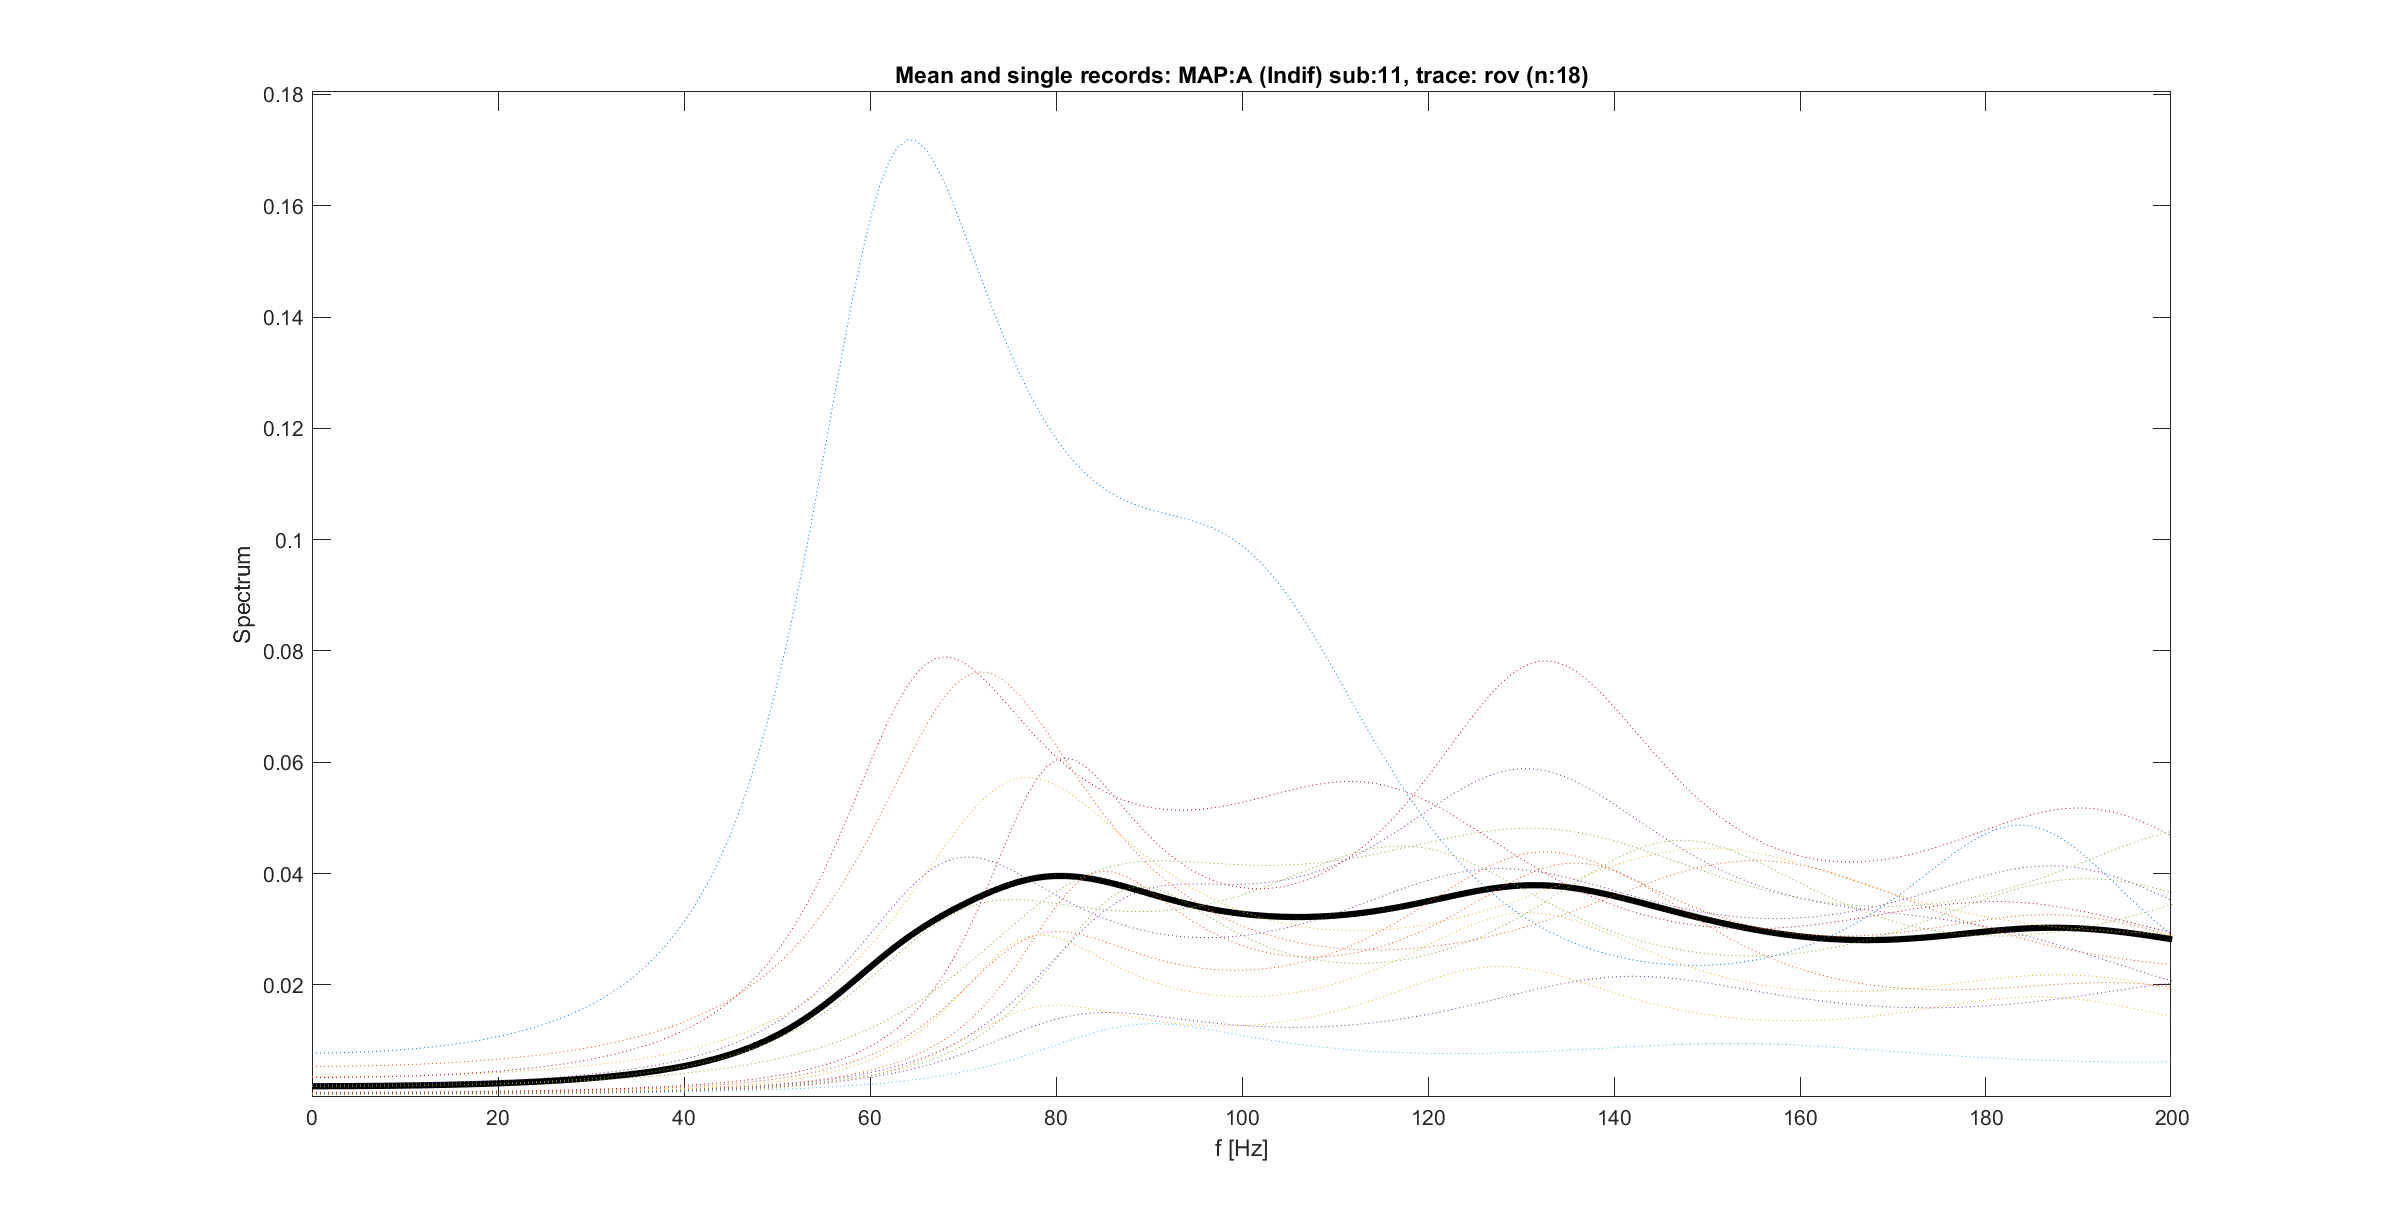 Mean and single records: MAP:A (Indif) sub:11, trace: rov (n:18)
0.18
0.16
0.14
0.12
0.1
0.08
0.06
0.04
0.02
Spectrum
0 20 40 60 80 100 120 140 160 180 200
f [Hz]